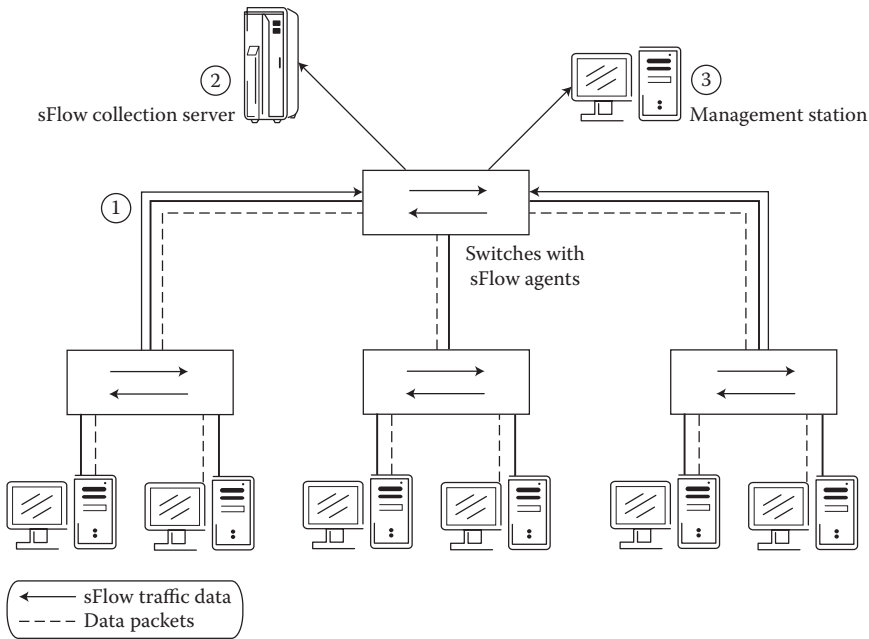 2
sFlow collection server
3
Management station
1
Switches with
sFlow agents
sFlow traffic data
Data packets